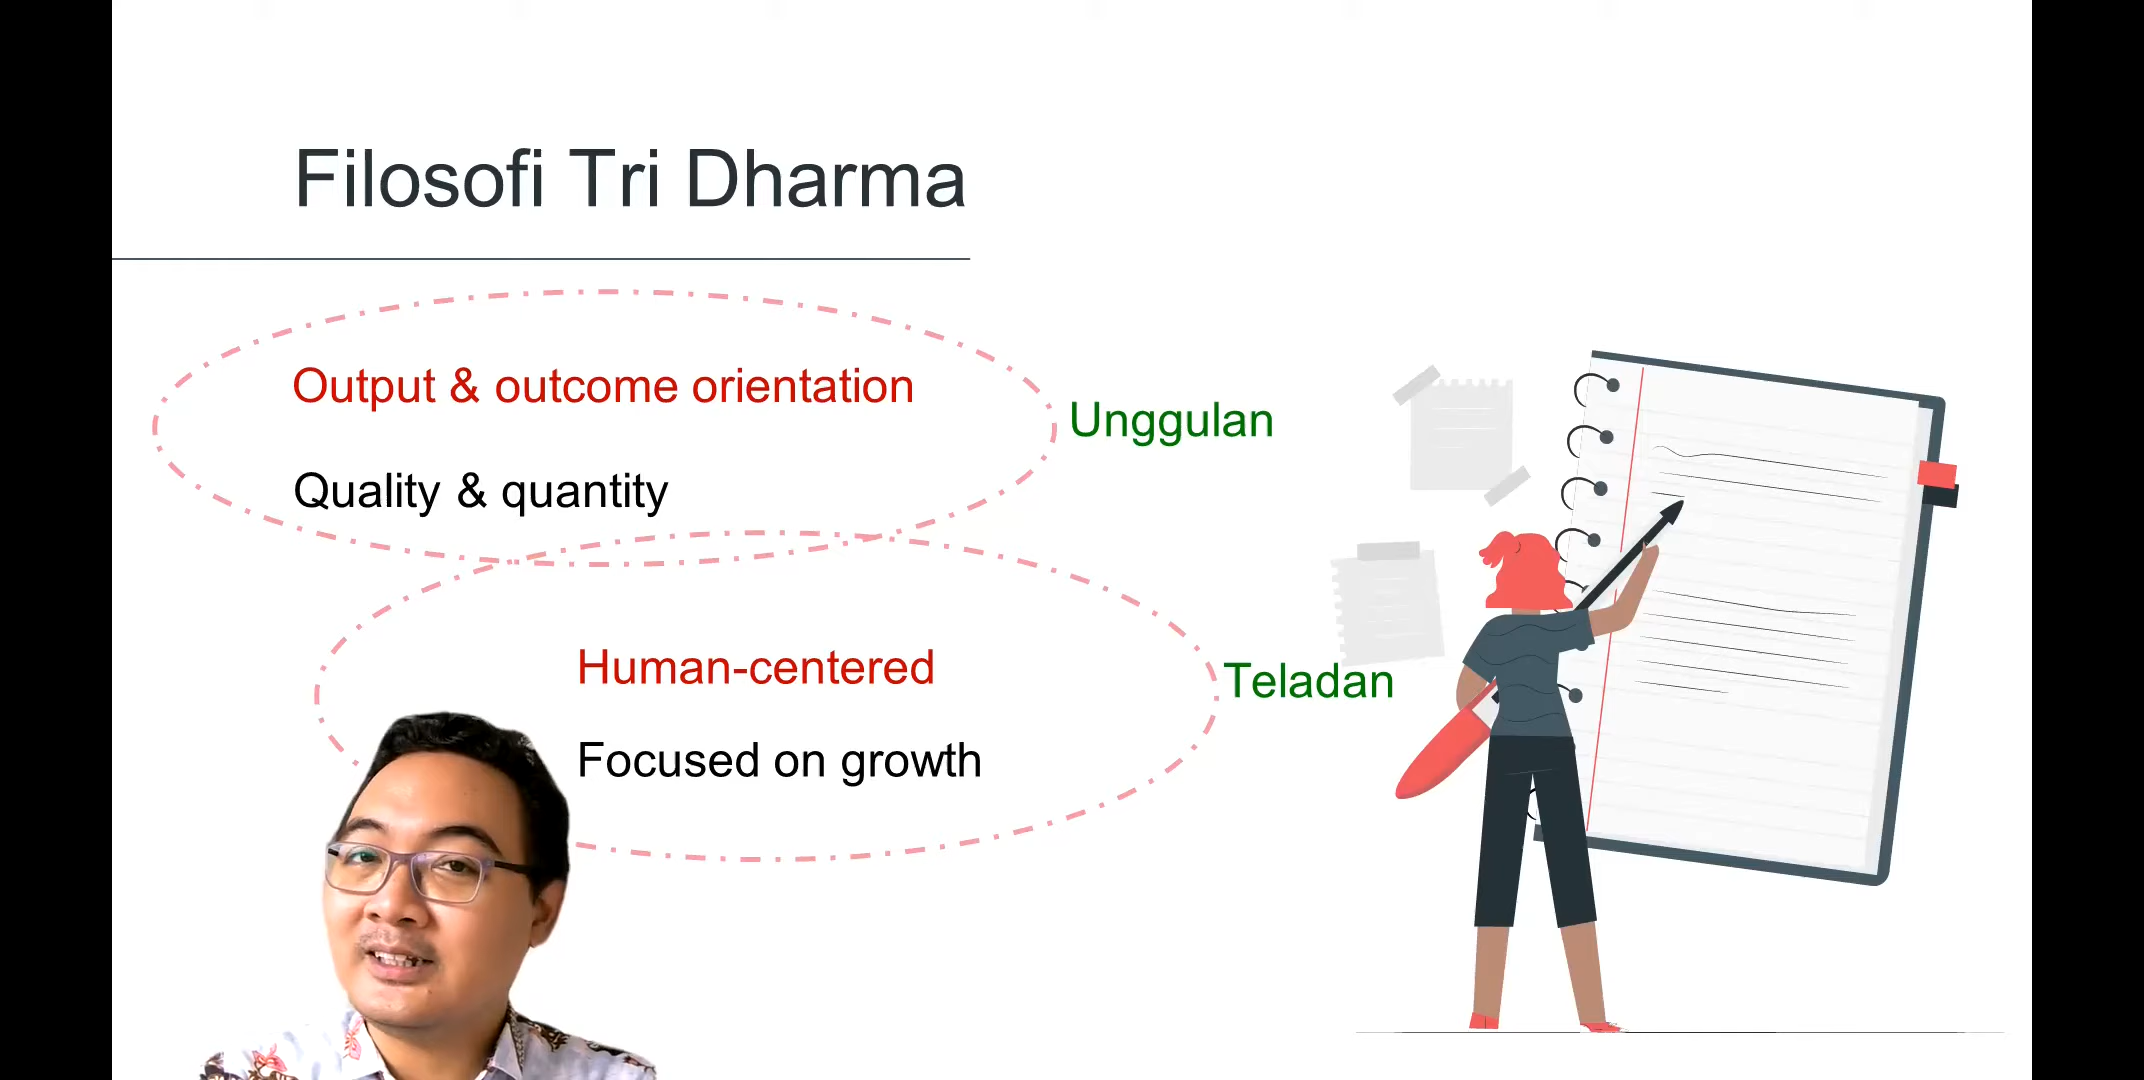 Filosofi Tri Dharma
Output & outcome orientation
Unggulan
Quality & quantity
Human-centered
Teladan
Focused on growth